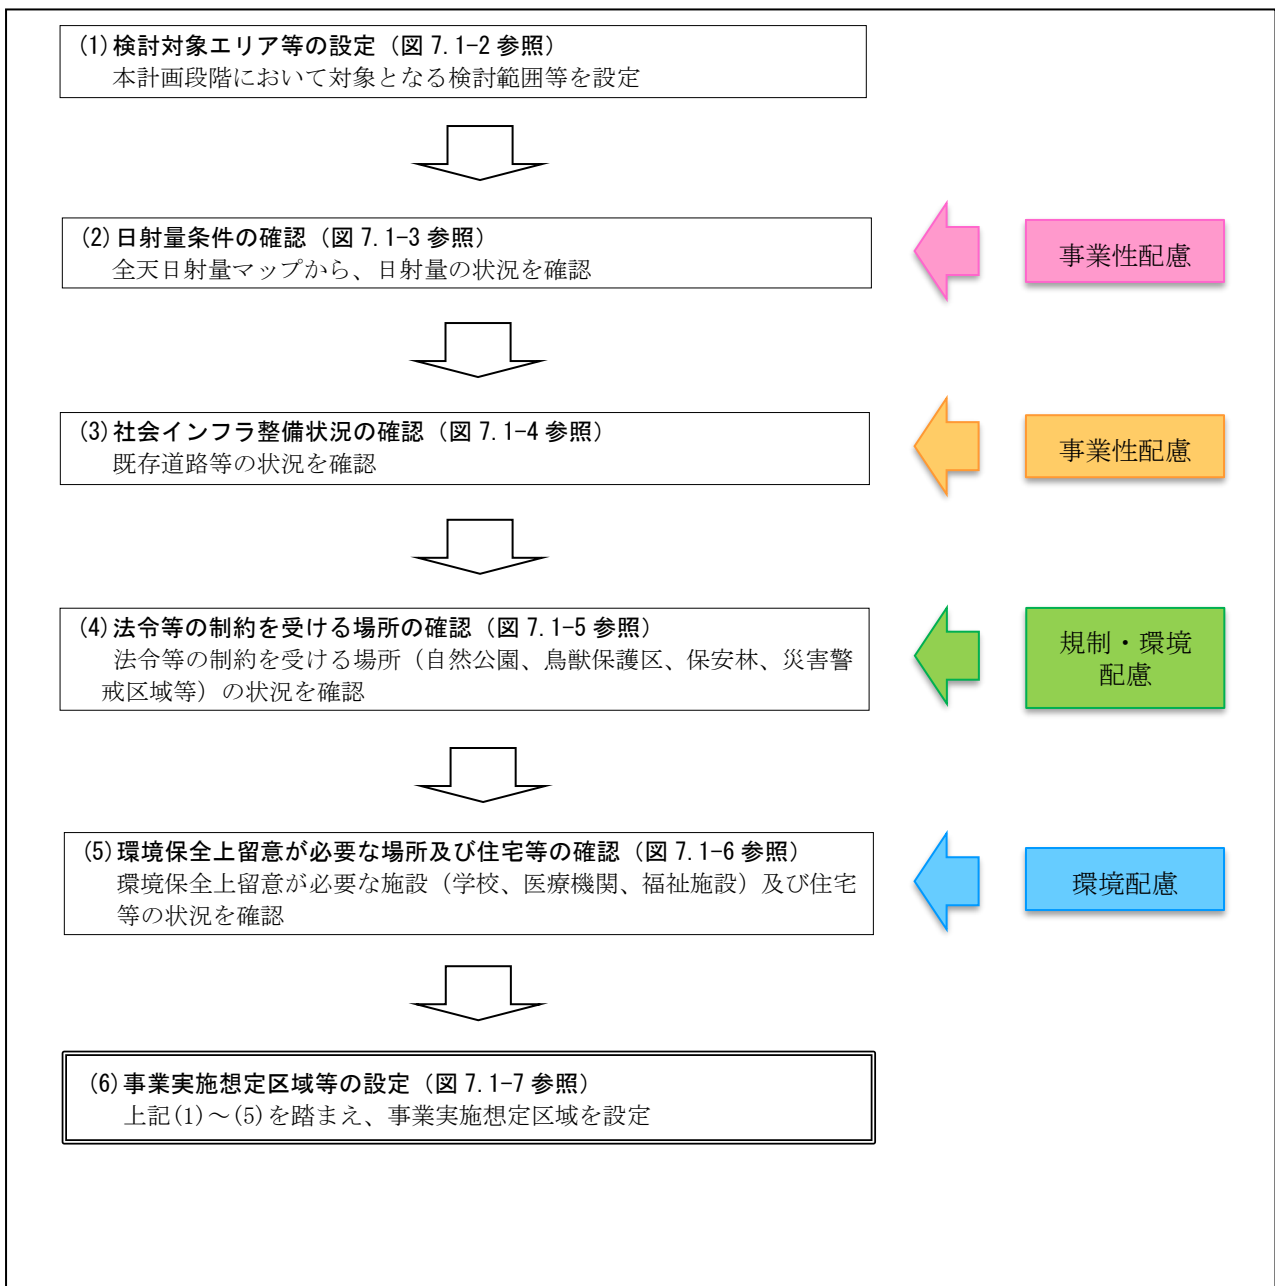 (1)検討対象エリア等の設定（図 7.1-2 参照）
本計画段階において対象となる検討範囲等を設定
(2)日射量条件の確認（図 7.1-3 参照）
全天日射量マップから、日射量の状況を確認
事業性配慮
(3)社会インフラ整備状況の確認（図 7.1-4 参照）
既存道路等の状況を確認
事業性配慮
(4)法令等の制約を受ける場所の確認（図 7.1-5 参照）
法令等の制約を受ける場所（自然公園、鳥獣保護区、保安林、災害警
戒区域等）の状況を確認
規制・環境
配慮
(5)環境保全上留意が必要な場所及び住宅等の確認（図 7.1-6 参照）
環境保全上留意が必要な施設（学校、医療機関、福祉施設）及び住宅
等の状況を確認
環境配慮
(6)事業実施想定区域等の設定（図 7.1-7 参照）
上記(1)～(5)を踏まえ、事業実施想定区域を設定